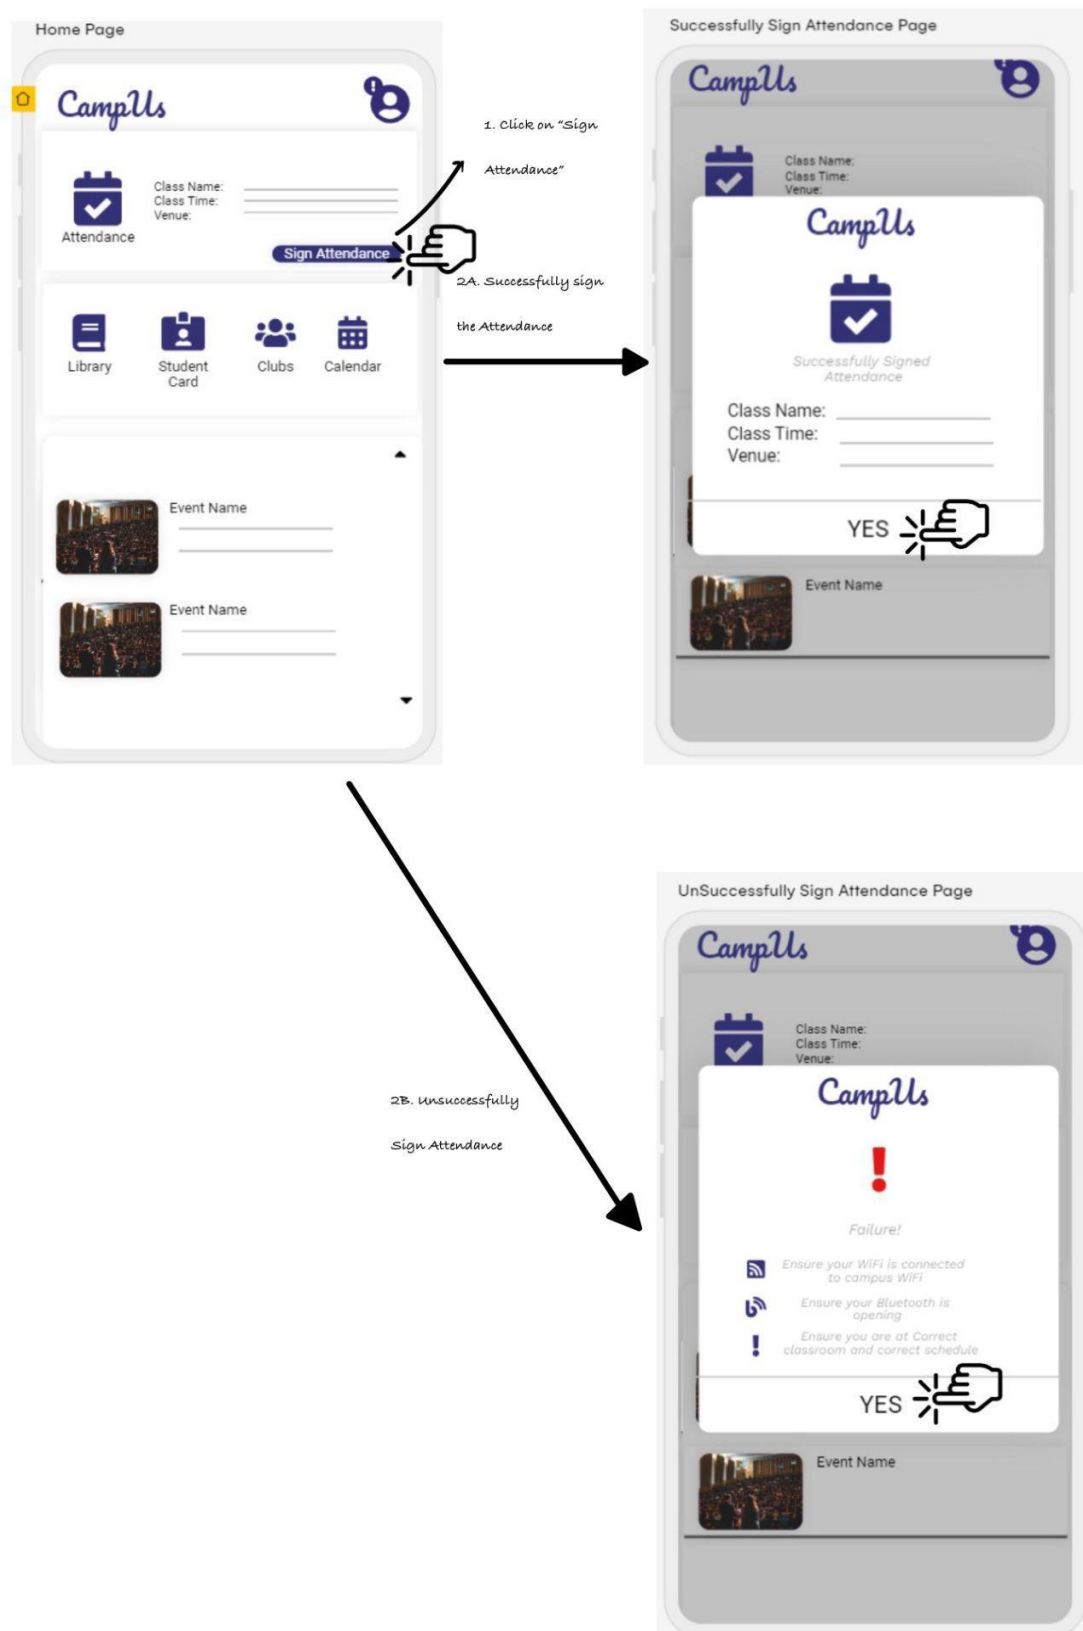 Home Page
CampUs
Class Name:
Class Time:
Venue:
Attendance
Sign Attendance
Library
Student
Card
Clubs
Calendar
Event Name
Event Name
1. Click on "Sign
Attendance"
2A. Successfully sign
the Attendance
Successfully Sign Attendance Page
CampUs
Class Name:
Class Time:
Venue:
CampUs
Successfully Signed
Attendance
Class Name:
Class Time:
Venue:
YES
Event Name
2B. Unsuccessfully
Sign Attendance
UnSuccessfully Sign Attendance Page
CampUs
Class Name:
Class Time:
Venue:
CampUs
Failure!
Ensure your WiFi is connected
to campus WiFi
Ensure your Bluetooth is
opening
Ensure you are at Correct
classroom and correct schedule
YES
Event Name